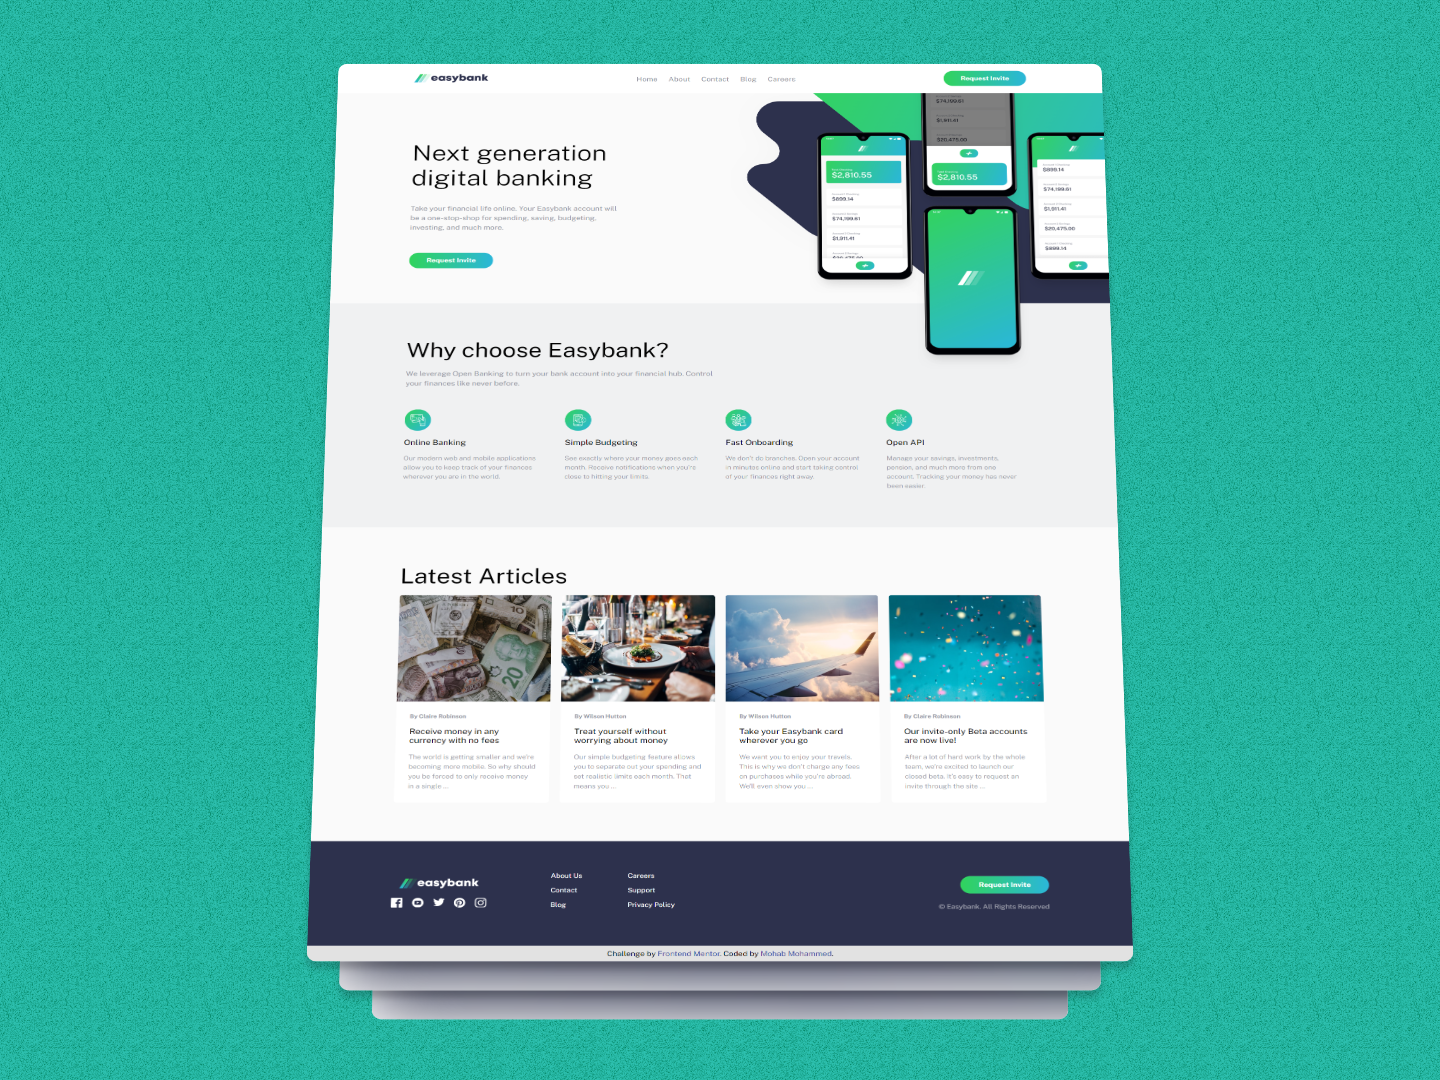 easybank
Home About Contact Blog Careers
Request Invite
Next generation
digital banking
Take your financial life online. Your Easybank account will
be a one-stop-shop for spending, saving, budgeting,
investing, and much more.
Request Invite
$2,810.55
$899.14
$74,199.61
$1,911.41
$74,199.61
$1,911.41
$20,475.00
$2,810.55
$899.14
$74,199.61
$1,911.41
$20,475.00
$899.14
Why choose Easybank?
We leverage Open Banking to turn your bank account into your financial hub. Control
your finances like never before.
Online Banking
Our modern web and mobile applications
allow you to keep track of your finances
wherever you are in the world.
Simple Budgeting
See exactly where your money goes each
month. Receive notifications when you're
close to hitting your limits.
Fast Onboarding
We don't do branches. Open your account
in minutes online and start taking control
of your finances right away.
Open API
Manage your savings, investments,
pension, and much more from one
account. Tracking your money has never
been easier.
Latest Articles
10
20
By Claire Robinson
Receive money in any
currency with no fees
The world is getting smaller and we're
becoming more mobile. So why should
you be forced to only receive money
in a single ...
By Wilson Hutton
Treat yourself without
worrying about money
Our simple budgeting feature allows
you to separate out your spending and
set realistic limits each month. That
means you ...
By Wilson Hutton
Take your Easybank card
wherever you go
We want you to enjoy your travels.
This is why we don't charge any fees
on purchases while you're abroad.
We'll even show you ...
By Claire Robinson
Our invite-only Beta accounts
are now live!
After a lot of hard work by the whole
team, we're excited to launch our
closed beta. It's easy to request an
invite through the site ...
easybank
About Us
Contact
Blog
Careers
Support
Privacy Policy
Request Invite
© Easybank. All Rights Reserved
Challenge by Frontend Mentor. Coded by Mohab Mohammed.